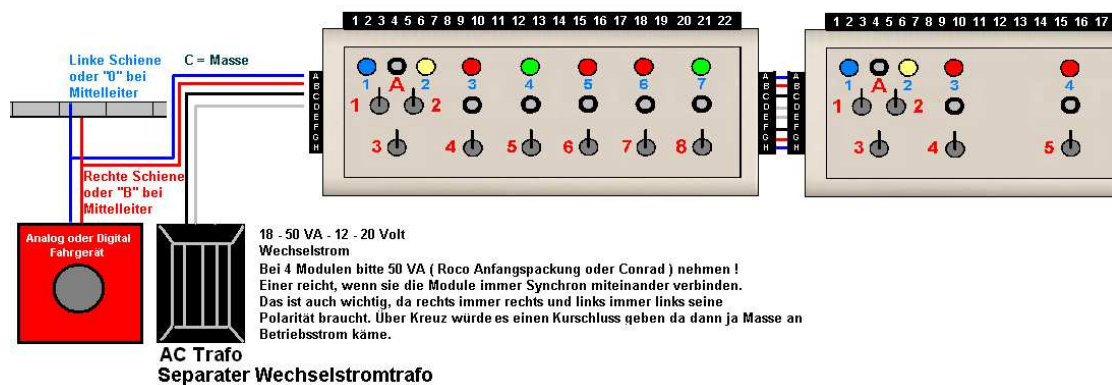 1 2 3 4 5 6 7 8 9 10 11 12 13 14 15 16 17 18 19 20 21 22
1 2 3 4 5 6 7 8 9 10 11 12 13 14 15 16 17
Linke Schiene
oder "0" bei
Mittelleiter
C = Masse
1 A 2 3 4 5 6 7
1 2
3 4 5 6 7 8
A
B
C
D
E
F
G
H
A
B
C
D
E
F
G
H
A
B
C
D
E
F
G
H
1 A 2 3 4
1 2
3 4 5
Rechte Schiene
oder "B" bei
Mittelleiter
Analog oder Digital
Fahrgerät
18 - 50 VA - 12 - 20 Volt
Wechselstrom
Bei 4 Modulen bitte 50 VA ( Roco Anfangspackung oder Conrad ) nehmen !
Einer reicht, wenn sie die Module immer Synchron miteinander verbinden.
Das ist auch wichtig, da rechts immer rechts und links immer links seine
Polarität braucht. Über Kreuz würde es einen Kurschluss geben da dann ja Masse an
Betriebsstrom käme.
AC Trafo
Separater Wechselstromtrafo